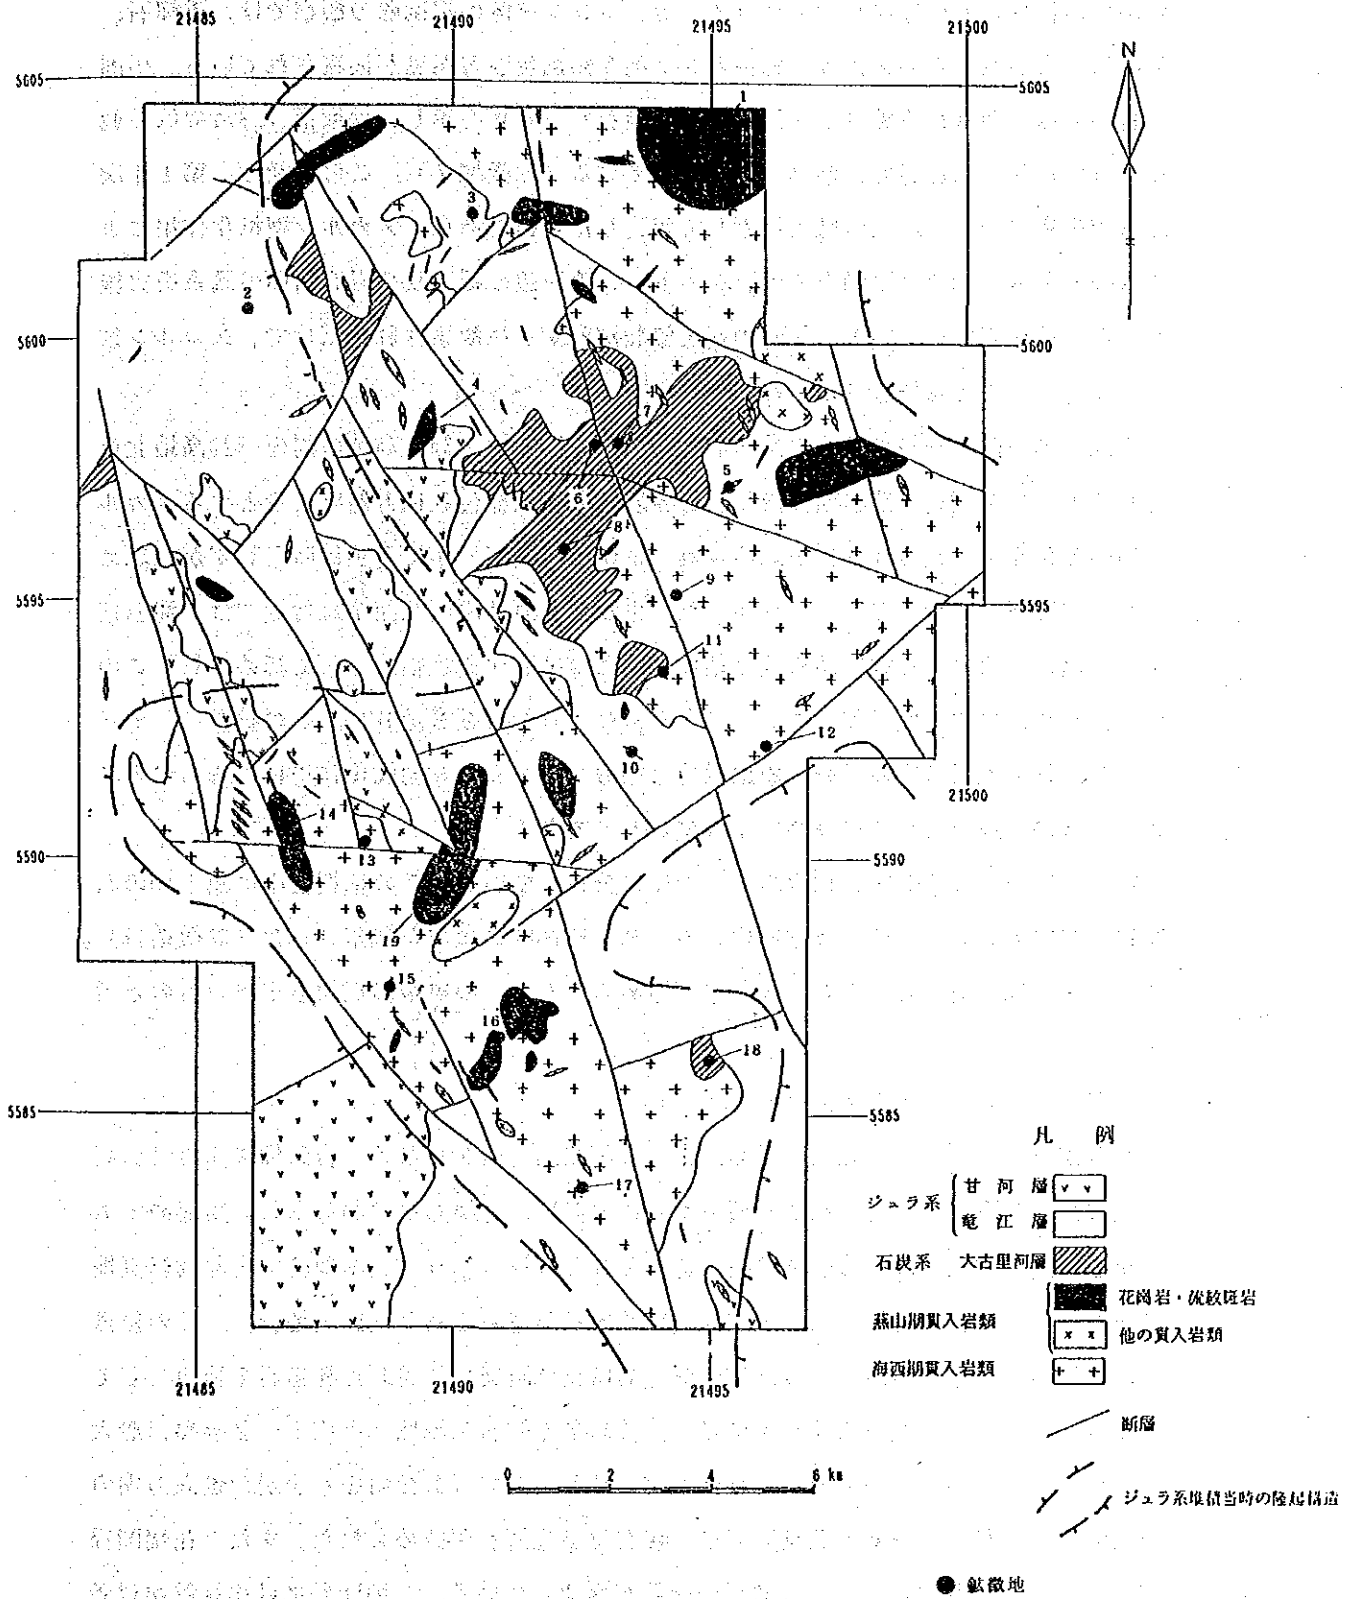 21485
21490
21495
21500
5605
5605
N
1
3
2
5600
5600
4
7
5
6
8
9
5595
5595
11
12
10
21500
14
13
5590
5590
19
15
16
18
5585
5585
17
21485
21490
21495
凡 例
ジュラ系
甘河層
竜江層
石炭系 大古里河層
燕山期貫入岩類
花崗岩・流紋斑岩
他の貫入岩類
海西期貫入岩類
断層
ジュラ系堆積当時の隆起構造
0 2 4 6 km
鉱徴地